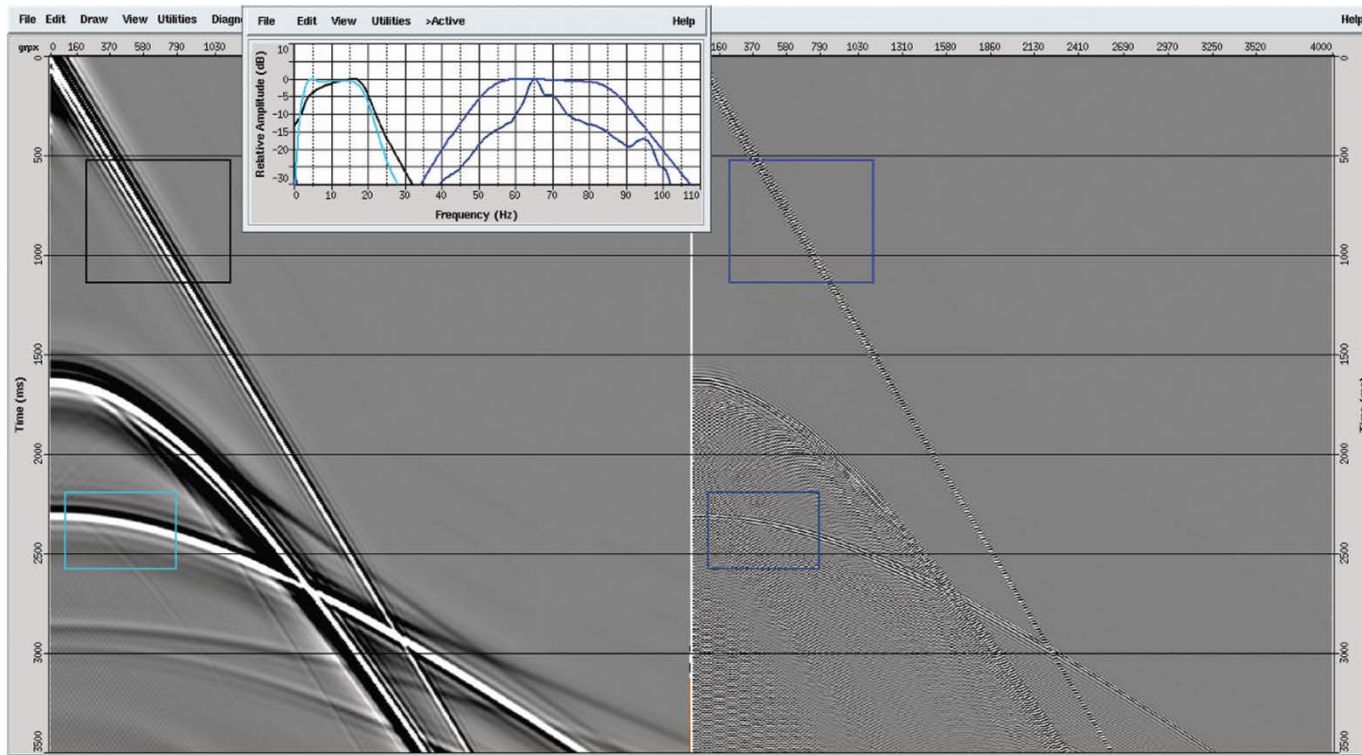 File Edit Draw View Utilities Diagn
File Edit View Utilities >Active Help
Help
grpx 0 160 370 580 790 1030
160 370 580 790 1030 1310 1580 1860 2130 2410 2690 2970 3250 3520 4000
Relative Amplitude (dB)
10
0
-5
-10
-15
-20
-30
0 10 20 30 40 50 60 70 80 90 100 110
Frequency (Hz)
Time (ms)
0
500
1000
1500
2000
2500
3000
3500
0
500
1000
1500
2000
2500
3000
3500